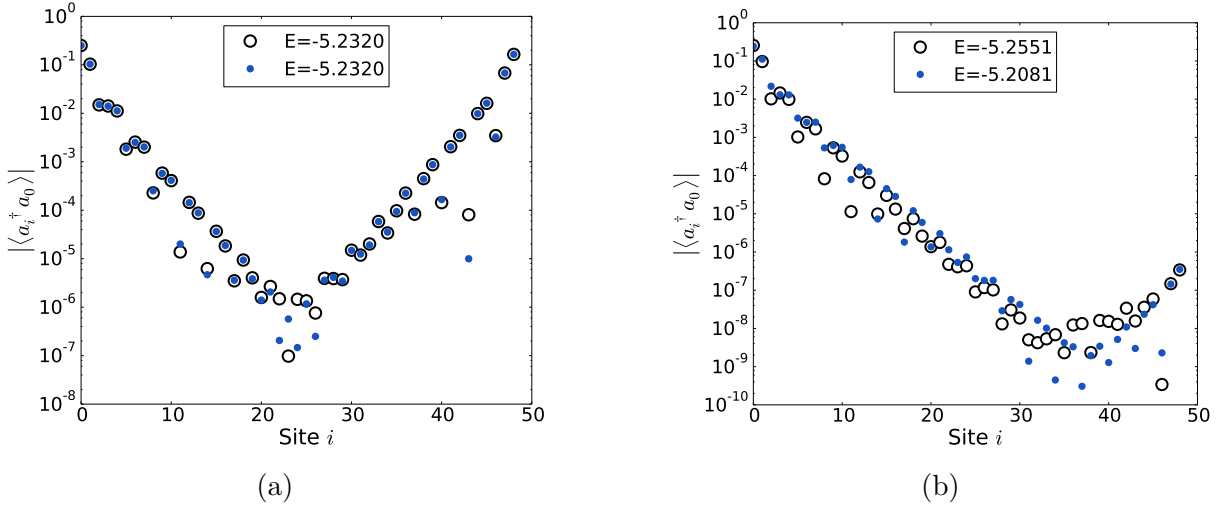 |⟨a_i^† a_0⟩|
10^0
10^-1
10^-2
10^-3
10^-4
10^-5
10^-6
10^-7
10^-8
E=-5.2320
E=-5.2320
0 10 20 30 40 50
Site i
(a)
|⟨a_i^† a_0⟩|
10^0
10^-1
10^-2
10^-3
10^-4
10^-5
10^-6
10^-7
10^-8
10^-9
10^-10
E=-5.2551
E=-5.2081
0 10 20 30 40 50
Site i
(b)